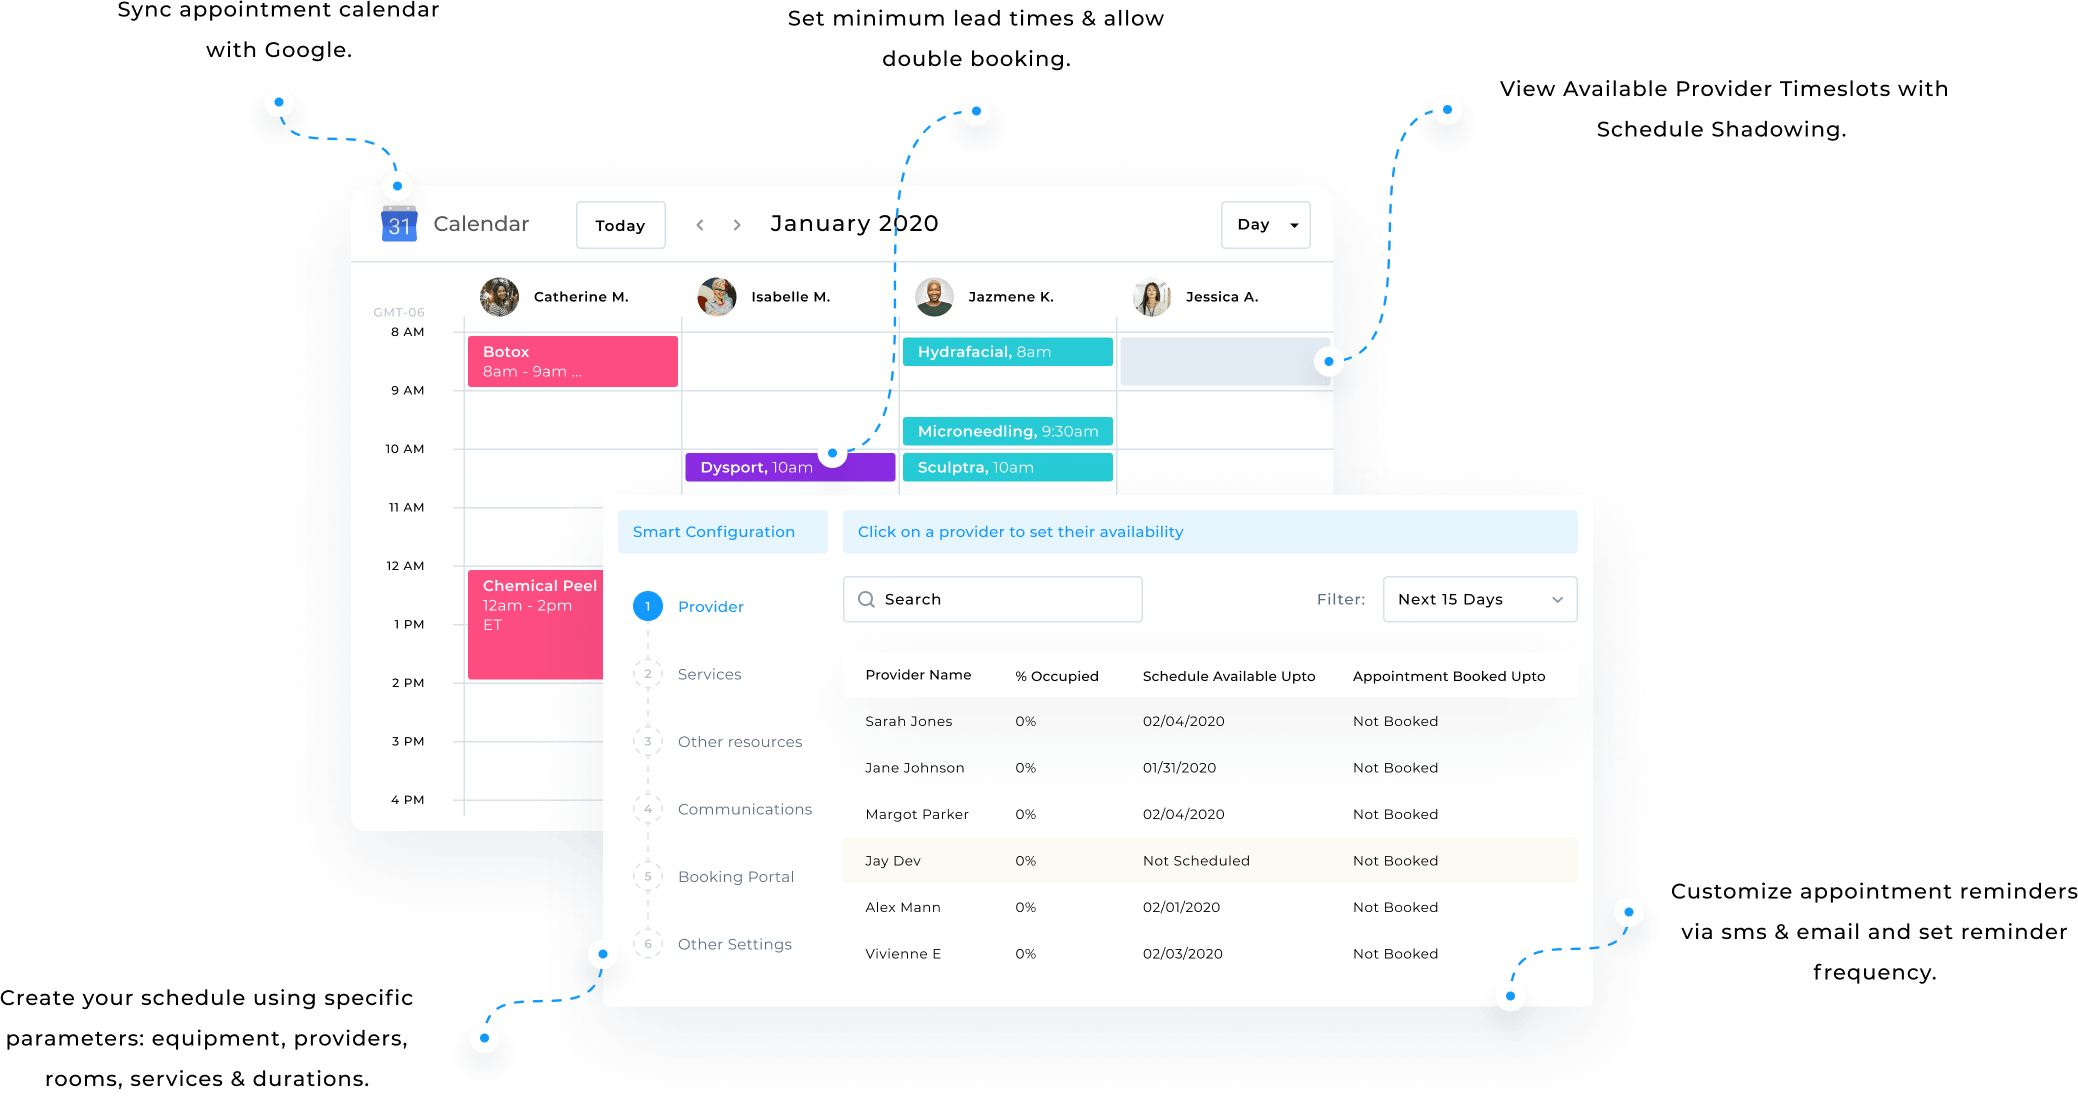 Sync appointment calendar
with Google.
Set minimum lead times & allow
double booking.
View Available Provider Timeslots with
Schedule Shadowing.
31 Calendar
Today
January 2020
Day
Catherine M.
Isabelle M.
Jazmene K.
Jessica A.
GMT-06
8 AM
9 AM
10 AM
11 AM
12 AM
1 PM
2 PM
3 PM
4 PM
Botox
8am - 9am ...
Hydrafacial, 8am
Microneedling, 9:30am
Dysport, 10am
Sculptra, 10am
Chemical Peel
12am - 2pm
ET
Smart Configuration
Click on a provider to set their availability
1 Provider
2 Services
3 Other resources
4 Communications
5 Booking Portal
6 Other Settings
Search
Filter: Next 15 Days
Provider Name % Occupied Schedule Available Upto Appointment Booked Upto
Sarah Jones 0% 02/04/2020 Not Booked
Jane Johnson 0% 01/31/2020 Not Booked
Margot Parker 0% 02/04/2020 Not Booked
Jay Dev 0% Not Scheduled Not Booked
Alex Mann 0% 02/01/2020 Not Booked
Vivienne E 0% 02/03/2020 Not Booked
Customize appointment reminders
via sms & email and set reminder
frequency.
Create your schedule using specific
parameters: equipment, providers,
rooms, services & durations.